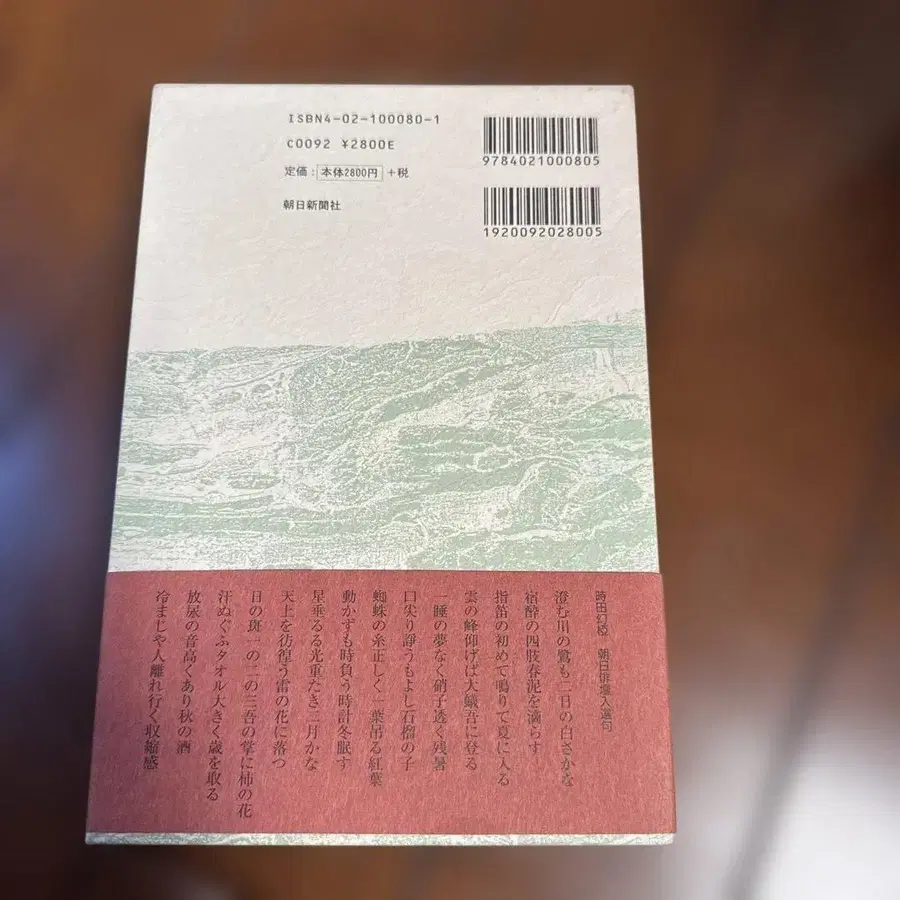 ISBN4-02-100080-1
C0092 ¥2800E
定価：本体2800円＋税
朝日新聞社
9784021000805
1920092028005
時田幻椏 朝日俳壇入選句
澄む川の鷺も二日の白さかな
宿酔の四肢春泥を滴らす
指笛の初めて鳴りて夏に入る
雲の峰仰げば大蟻吾に登る
一睡の夢なく硝子透く残暑
口尖り諍うもよし石榴の子
蜘蛛の糸正しく一葉吊る紅葉
動かずも時負う時計冬眠す
星垂るる光重たき二月かな
天上を彷徨う雷の花に落つ
日の斑一の二の三吾の掌に柿の花
汗ぬぐふタオル大きく歳を取る
放尿の音高くあり秋の酒
冷まじや人離れ行く収縮感